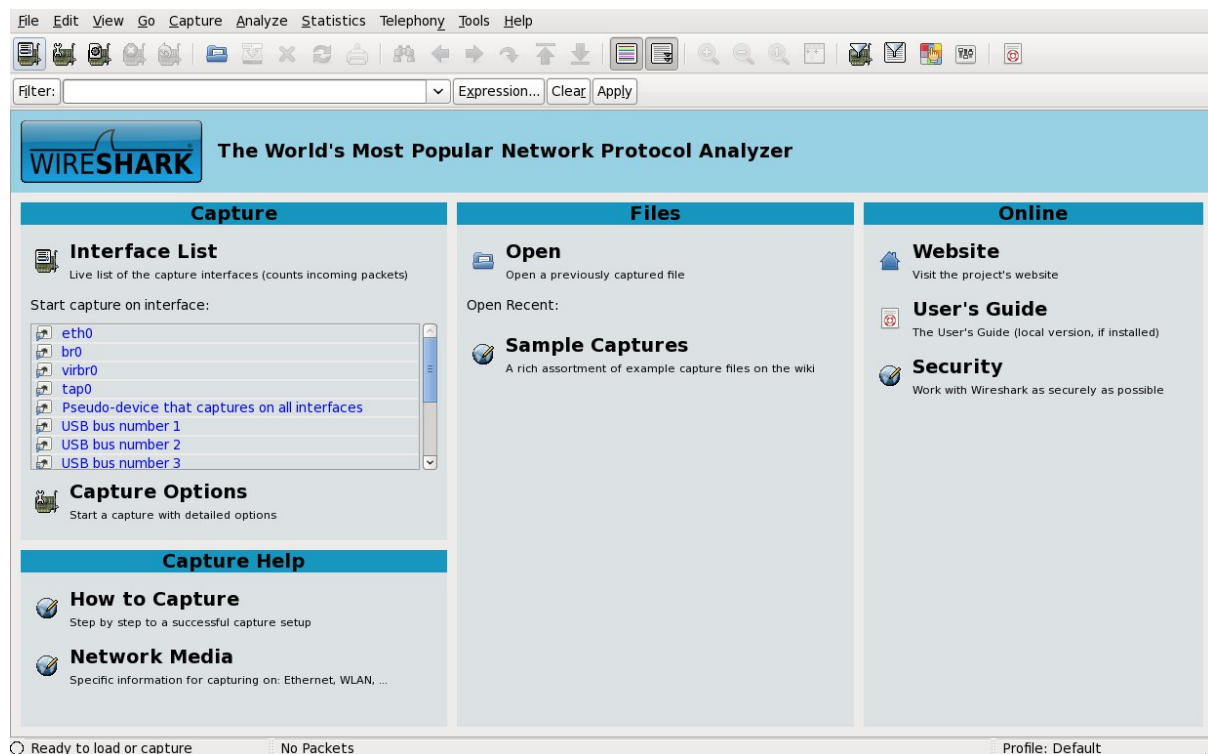 File Edit View Go Capture Analyze Statistics Telephony Tools Help
Filter: Expression... Clear Apply
WIRESHARK The World's Most Popular Network Protocol Analyzer
Capture
Interface List
Live list of the capture interfaces (counts incoming packets)
Start capture on interface:
eth0
br0
virbr0
tap0
Pseudo-device that captures on all interfaces
USB bus number 1
USB bus number 2
USB bus number 3
Capture Options
Start a capture with detailed options
Capture Help
How to Capture
Step by step to a successful capture setup
Network Media
Specific information for capturing on: Ethernet, WLAN, ...
Files
Open
Open a previously captured file
Open Recent:
Sample Captures
A rich assortment of example capture files on the wiki
Online
Website
Visit the project's website
User's Guide
The User's Guide (local version, if installed)
Security
Work with Wireshark as securely as possible
Ready to load or capture No Packets Profile: Default